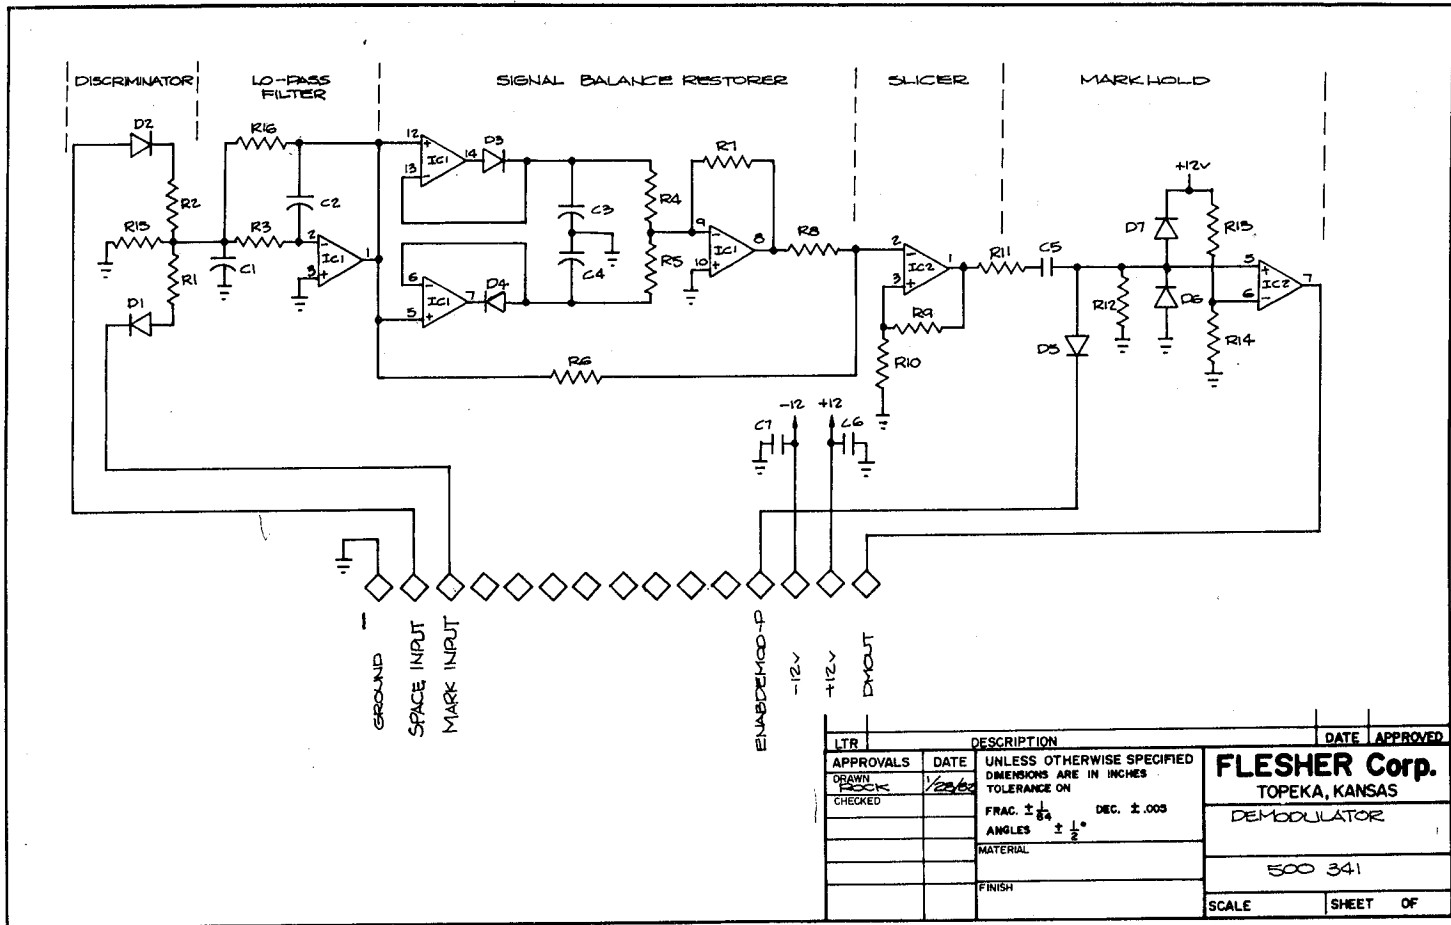 DISCRIMINATOR
LO-PASS
FILTER
SIGNAL BALANCE RESTORER
SLICER
MARK HOLD
D2
R16
12
+
IC1
14
D3
13
-
R7
+12V
R2
R15
R3
C2
2
-
IC1
1
3
+
C1
R1
D1
C3
C4
R4
R5
9
-
IC1
8
10
+
R8
6
-
IC1
7
D4
5
+
R6
2
-
IC2
1
3
+
R9
R10
R11
C5
D7
R13
5
+
IC2
7
6
-
R12
D6
R14
D5
-12
+12
C7
C6
1
GROUND
SPACE INPUT
MARK INPUT
ENABDEMOD-P
-12V
+12V
DMOUT
LTR
DESCRIPTION
DATE
APPROVED
APPROVALS
DATE
DRAWN
ROCK
CHECKED
UNLESS OTHERWISE SPECIFIED
DIMENSIONS ARE IN INCHES
TOLERANCE ON
FRAC. ± 1/64 DEC. ± .005
ANGLES ± 1/2°
MATERIAL
FINISH
FLESHER Corp.
TOPEKA, KANSAS
DEMODULATOR
500 341
SCALE
SHEET OF